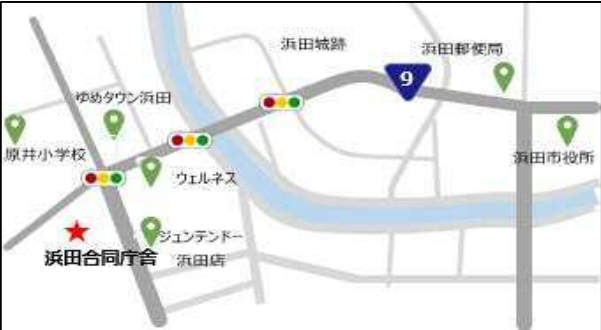 浜田城跡
浜田郵便局
9
ゆめタウン浜田
原井小学校
浜田市役所
ウェルネス
ジュンテンドー
浜田店
浜田合同庁舎